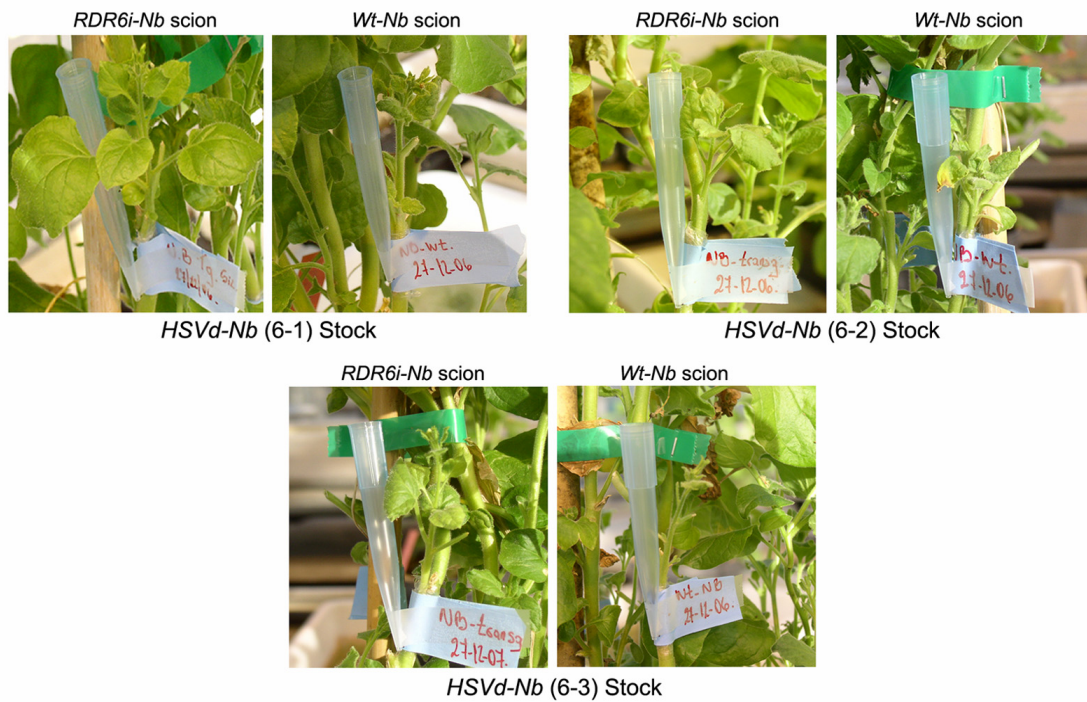 RDR6i-Nb scion
Wt-Nb scion
RDR6i-Nb scion
Wt-Nb scion
NB-wt.
27-12-06
NB-transg.
27-12-06.
NB-wt.
27-12-06
HSVd-Nb (6-1) Stock
HSVd-Nb (6-2) Stock
RDR6i-Nb scion
Wt-Nb scion
NB-transg
27-12-07.
Wt-NB
27-12-06.
HSVd-Nb (6-3) Stock